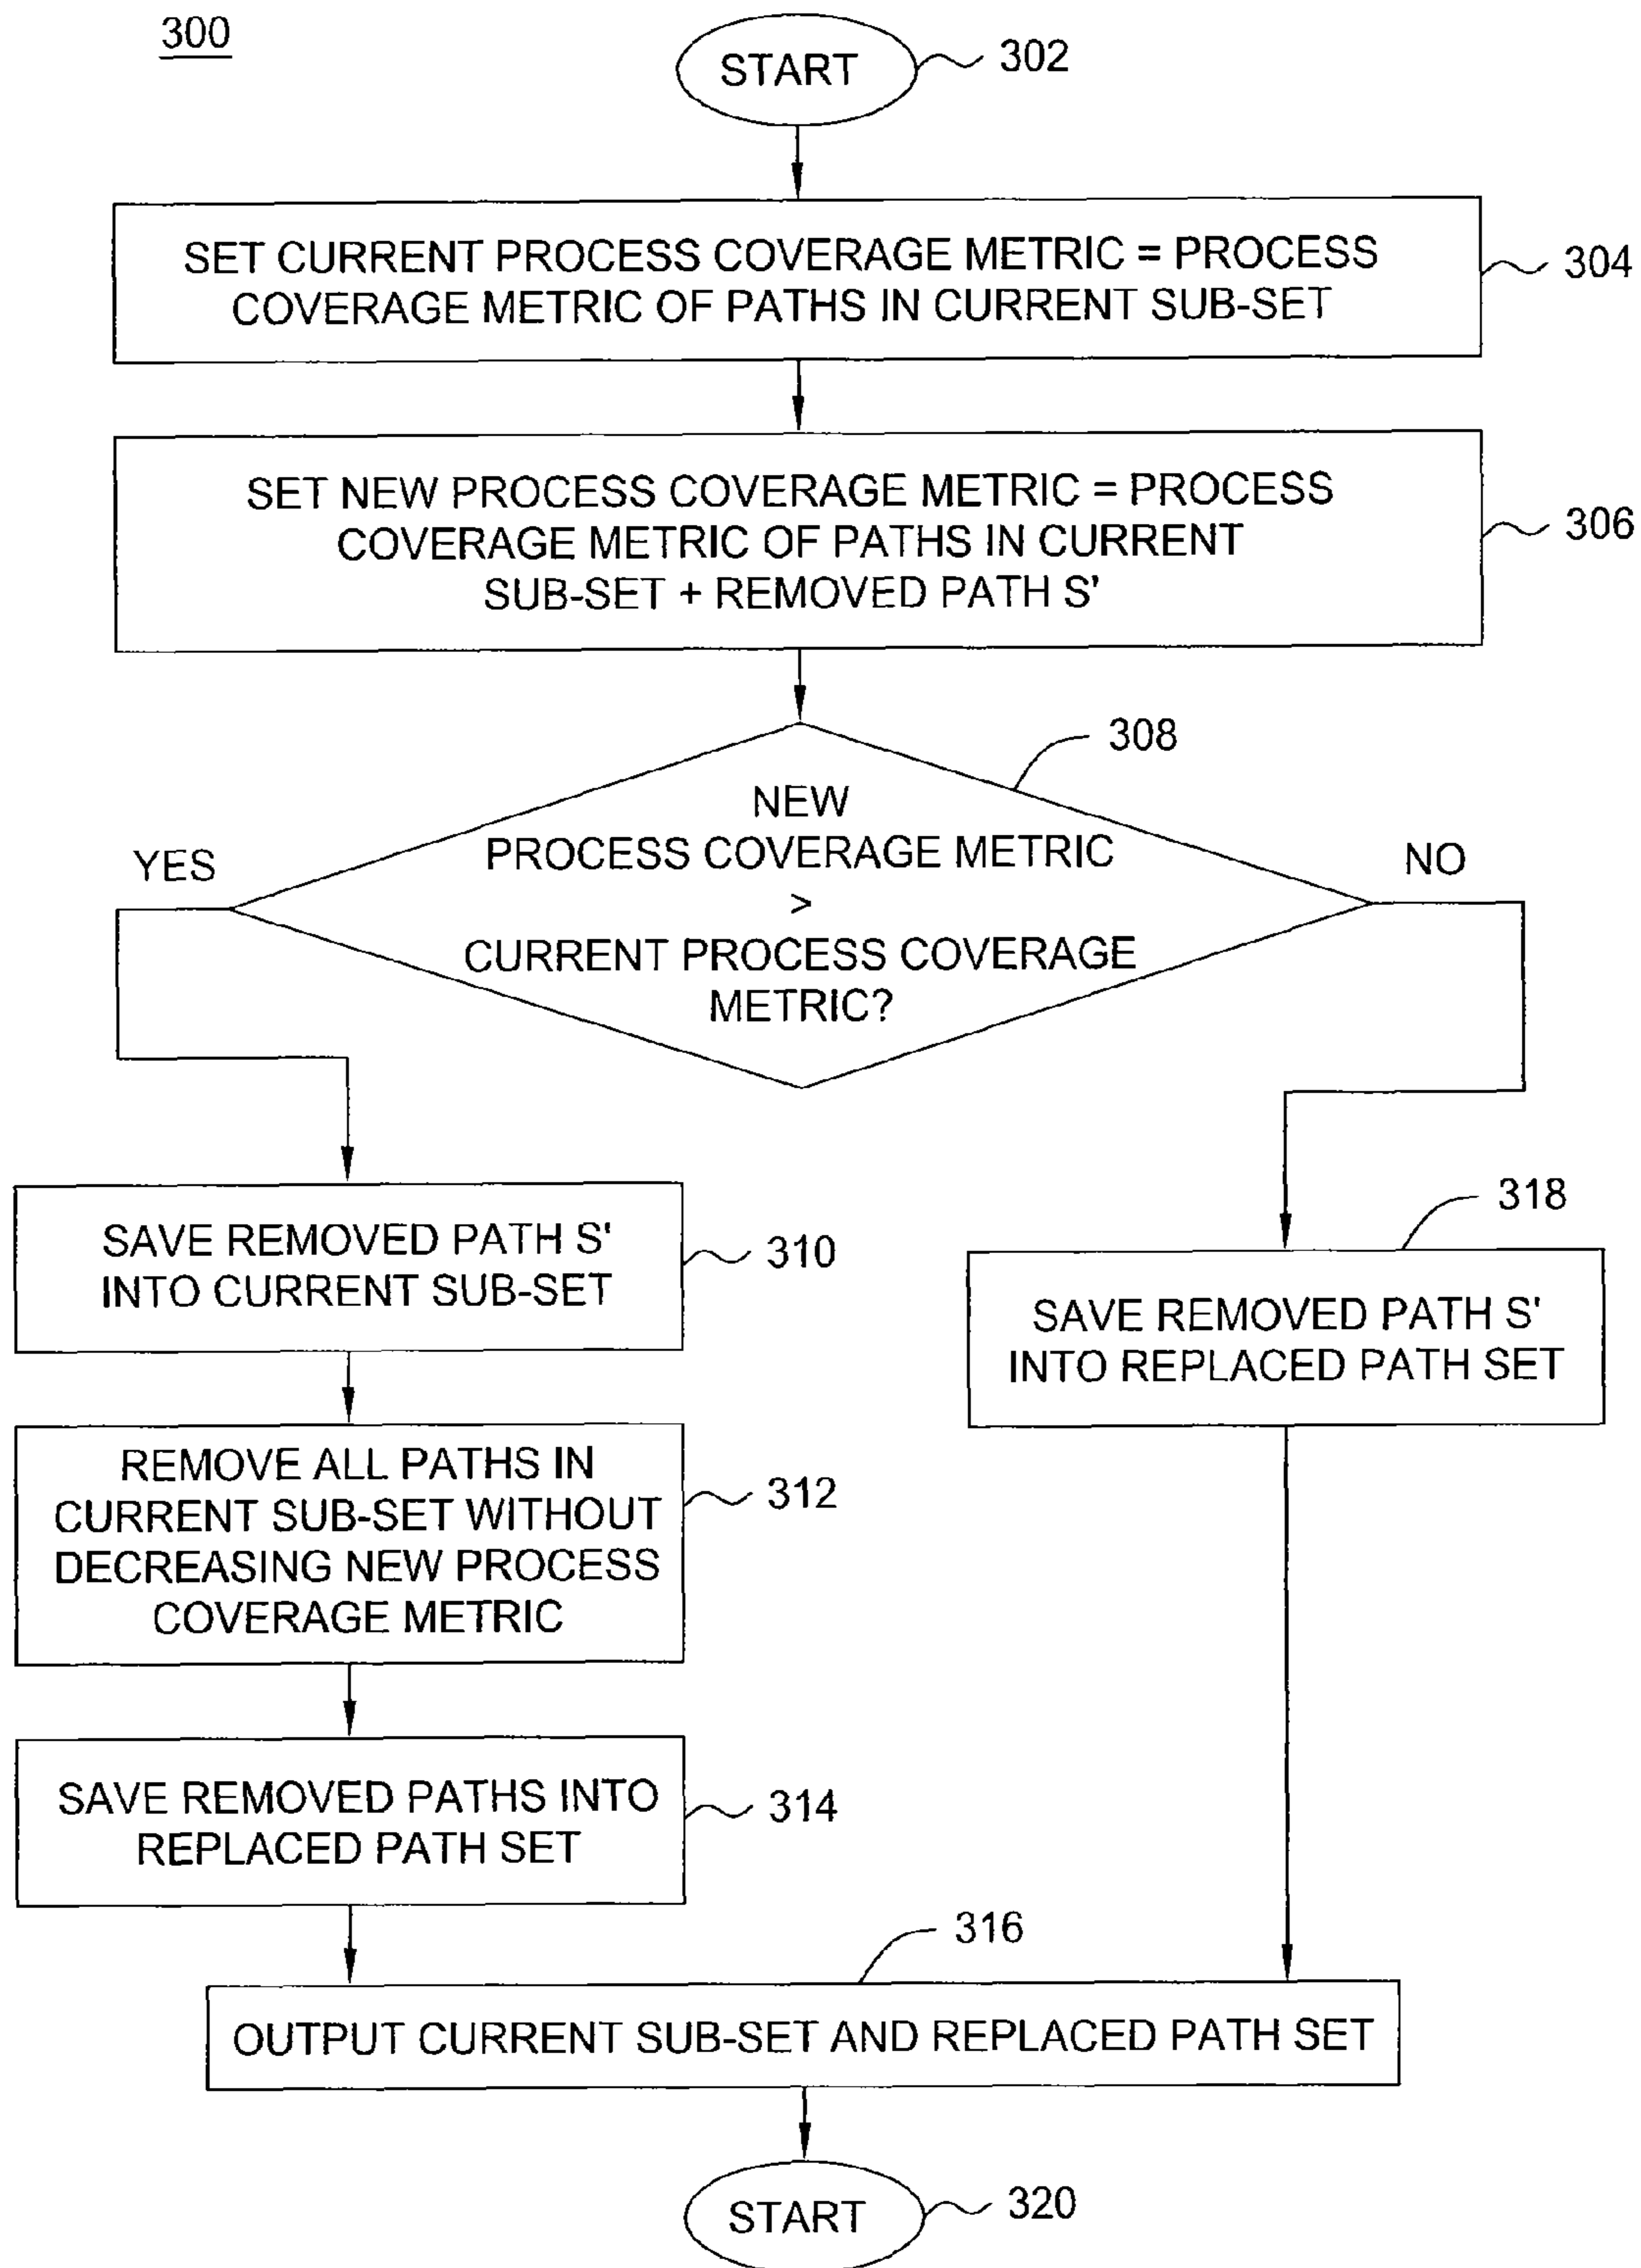 300
START
302
SET CURRENT PROCESS COVERAGE METRIC = PROCESS
COVERAGE METRIC OF PATHS IN CURRENT SUB-SET
304
SET NEW PROCESS COVERAGE METRIC = PROCESS
COVERAGE METRIC OF PATHS IN CURRENT
SUB-SET + REMOVED PATH S'
306
308
NEW
PROCESS COVERAGE METRIC
>
CURRENT PROCESS COVERAGE
METRIC?
YES
NO
SAVE REMOVED PATH S'
INTO CURRENT SUB-SET
310
318
SAVE REMOVED PATH S'
INTO REPLACED PATH SET
REMOVE ALL PATHS IN
CURRENT SUB-SET WITHOUT
DECREASING NEW PROCESS
COVERAGE METRIC
312
SAVE REMOVED PATHS INTO
REPLACED PATH SET
314
316
OUTPUT CURRENT SUB-SET AND REPLACED PATH SET
START
320